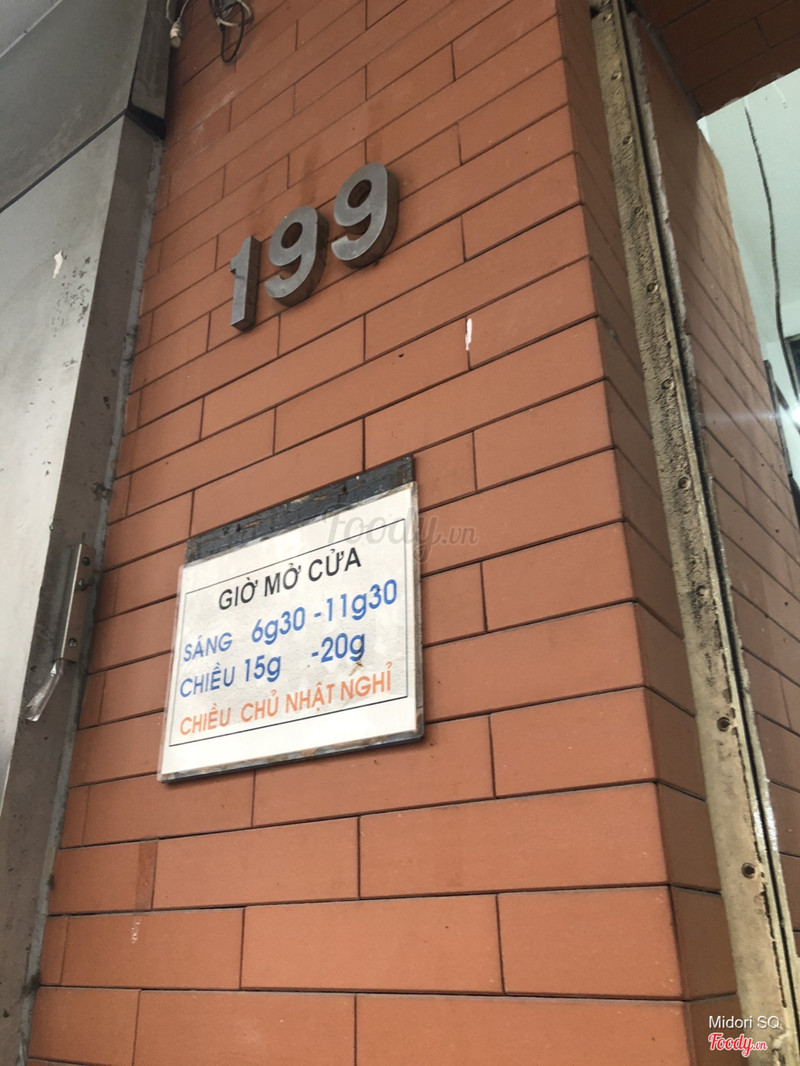 199
Foody.vn
GIỜ MỞ CỬA
SÁNG 6g30 -11g30
CHIỀU 15g -20g
CHIỀU CHỦ NHẬT NGHỈ
Midori SQ
Foody.vn